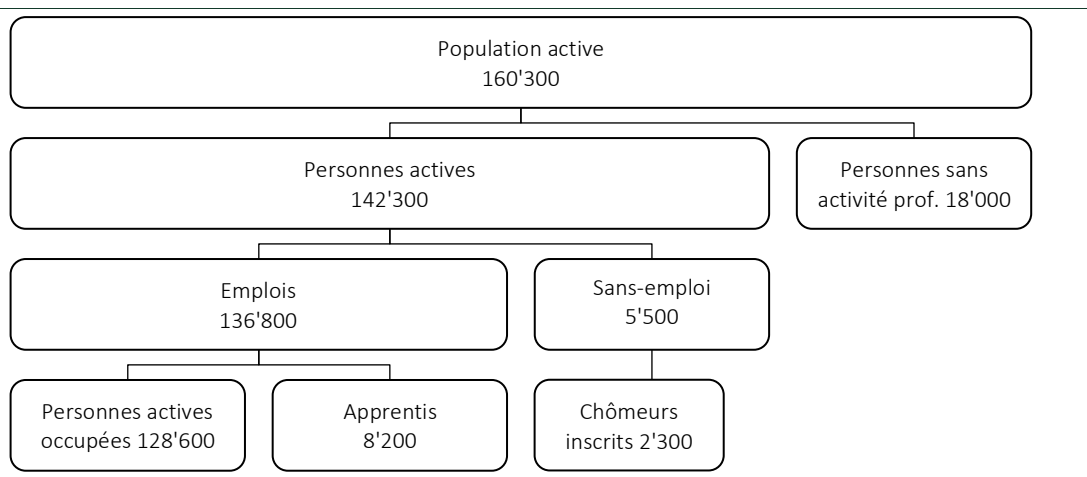 Population active
160'300
Personnes actives
142'300
Personnes sans
activité prof. 18'000
Emplois
136'800
Sans-emploi
5'500
Personnes actives
occupées 128'600
Apprentis
8'200
Chômeurs
inscrits 2'300